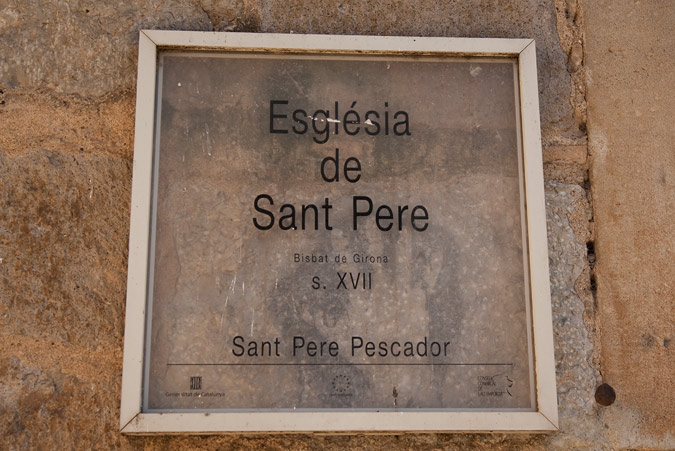 Església
de
Sant Pere
Bisbat de Girona
s. XVII
Sant Pere Pescador